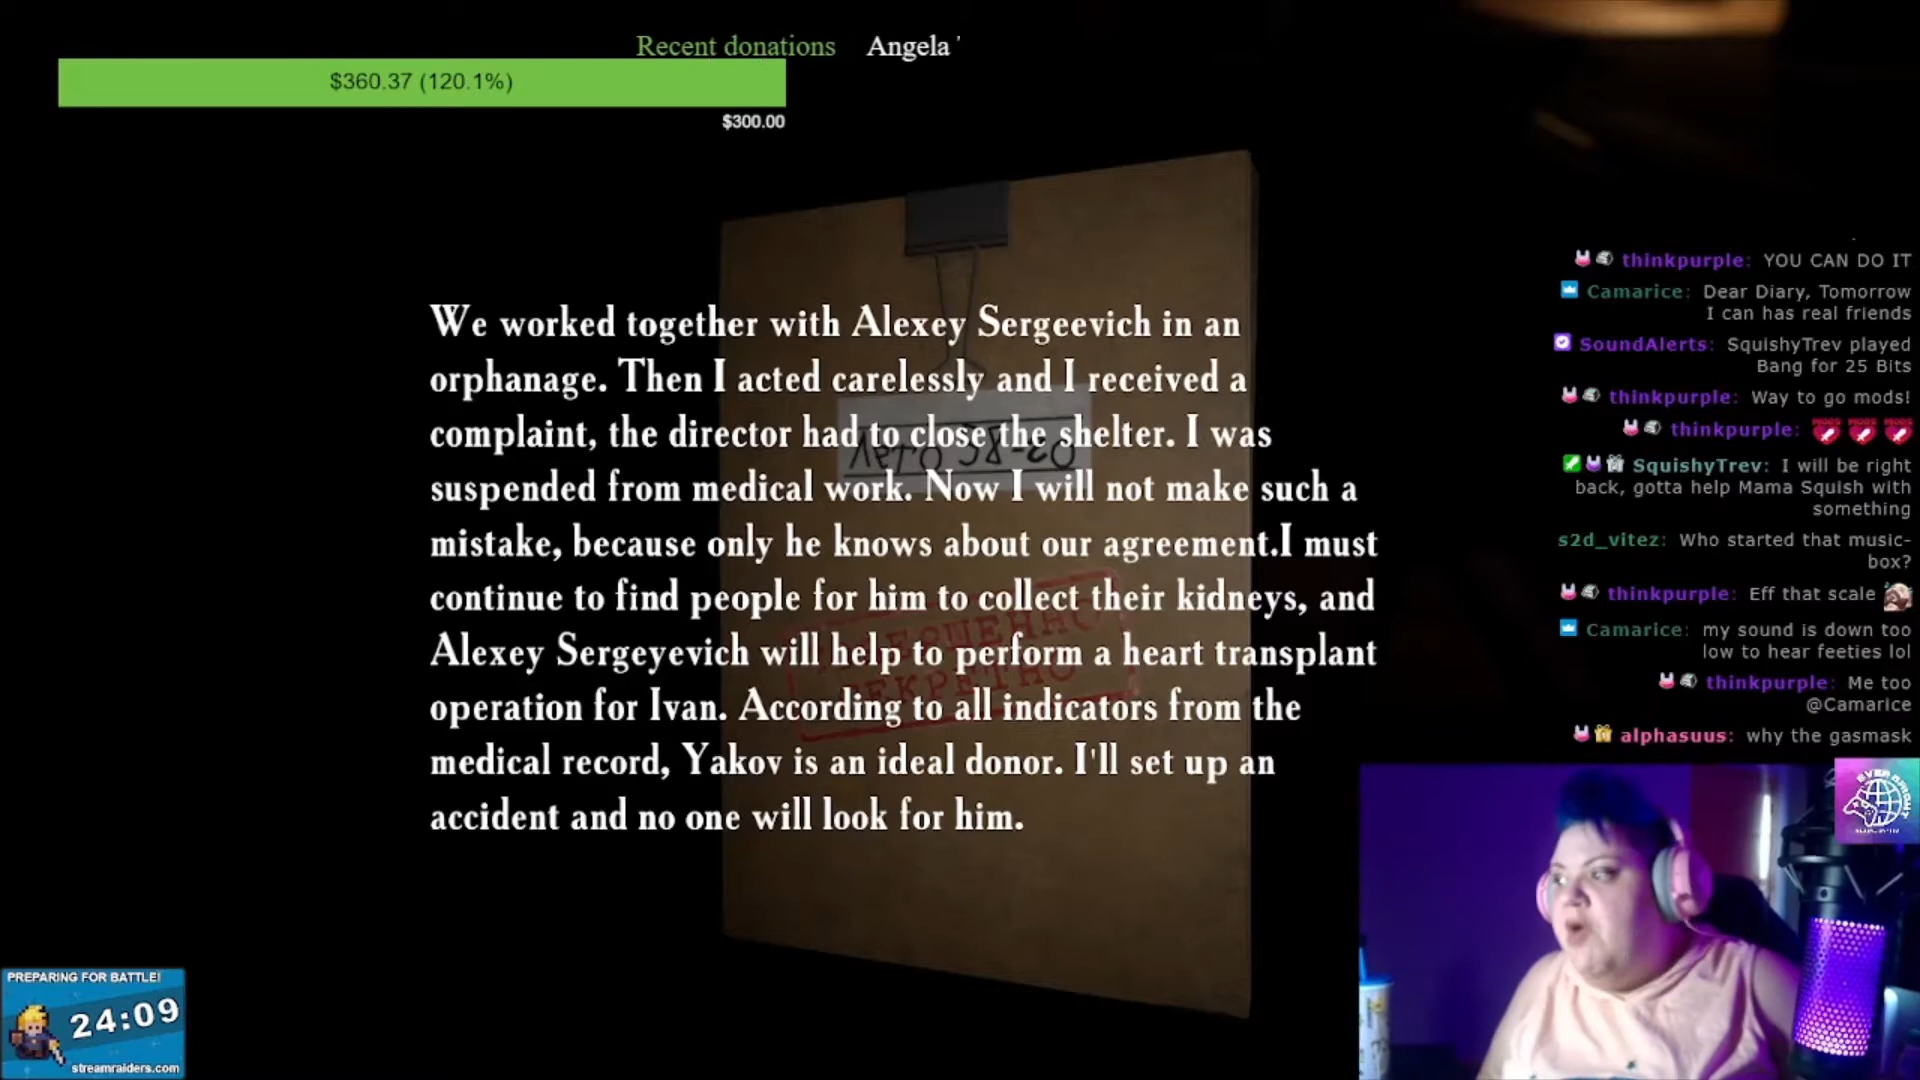 Recent donations Angela
$360.37 (120.1%)
$300.00
We worked together with Alexey Sergeevich in an
orphanage. Then I acted carelessly and I received a
complaint, the director had to close the shelter. I was
suspended from medical work. Now I will not make such a
mistake, because only he knows about our agreement.I must
continue to find people for him to collect their kidneys, and
Alexey Sergeyevich will help to perform a heart transplant
operation for Ivan. According to all indicators from the
medical record, Yakov is an ideal donor. I'll set up an
accident and no one will look for him.
thinkpurple: YOU CAN DO IT
Camarice: Dear Diary, Tomorrow
I can has real friends
SoundAlerts: SquishyTrev played
Bang for 25 Bits
thinkpurple: Way to go mods!
thinkpurple:
SquishyTrev: I will be right
back, gotta help Mama Squish with
something
s2d_vitez: Who started that music-
box?
thinkpurple: Eff that scale
Camarice: my sound is down too
low to hear feeties lol
thinkpurple: Me too
@Camarice
alphasuus: why the gasmask
PREPARING FOR BATTLE!
24:09
streamraiders.com